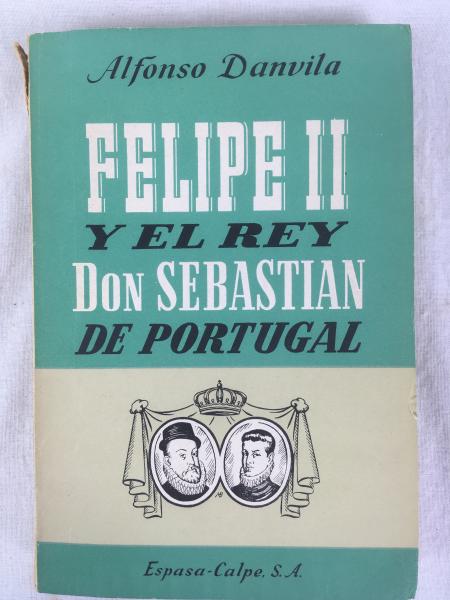 Alfonso Danvila
FELIPE II
Y EL REY
DON SEBASTIAN
DE PORTUGAL
Espasa-Calpe, S.A.